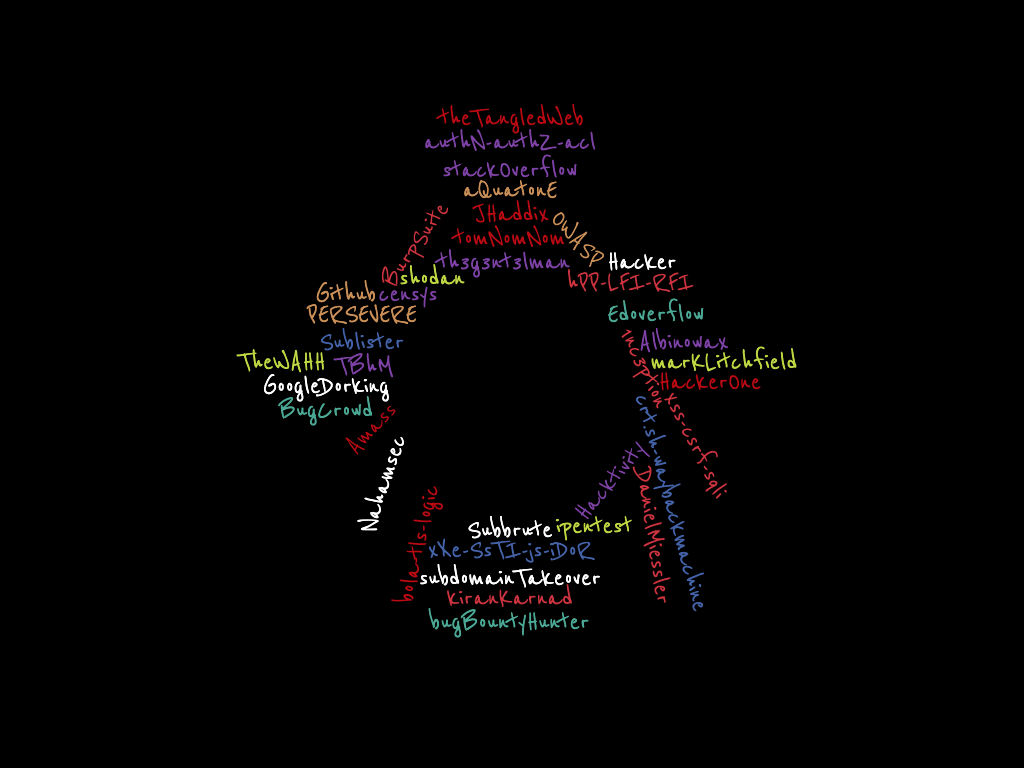 theTangledWeb
authN-authZ-acl
stackOverflow
aQuatonE
JHaddix
BurpSuite
OWASP
tomNomNom
th3g3nt3lman
Hacker
shodan
hPP-LFI-RFI
Github
censys
PERSEVERE
Edoverflow
Sublister
Albinowax
inc3ption
TheWAHH
TBhM
marKLitchfield
GoogleDorking
HackerOne
BugCrowd
Amass
xss-csrf-sqli
crt.sh-waybackmachine
Nahamsec
Hacktivity
DanielMiessler
bola-tls-logic
Subbrute
ipentest
xXe-SsTI-js-iDoR
subdomainTakeover
kiranKarnad
bugBountyHunter